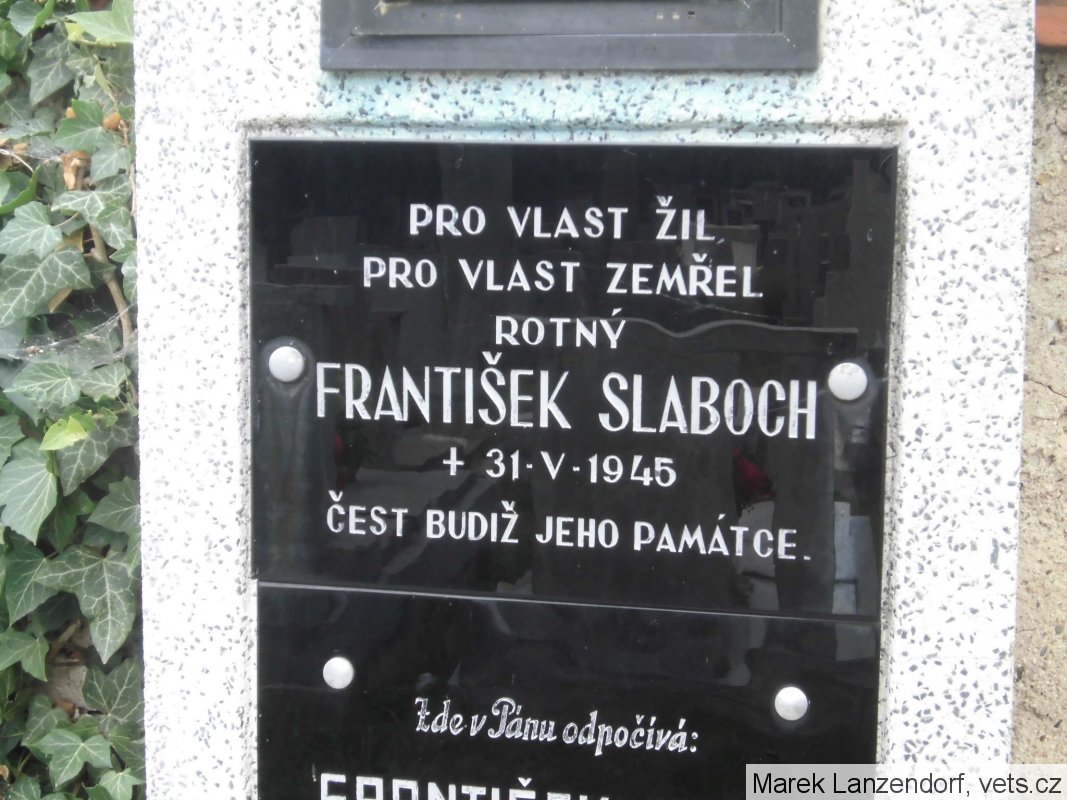 PRO VLAST ŽIL,
PRO VLAST ZEMŘEL
ROTNÝ
FRANTIŠEK SLABOCH
+ 31-V-1945
ČEST BUDIŽ JEHO PAMÁTCE.
Zde v Pánu odpočívá:
FRANTIŠEK
Marek Lanzendorf, vets.cz